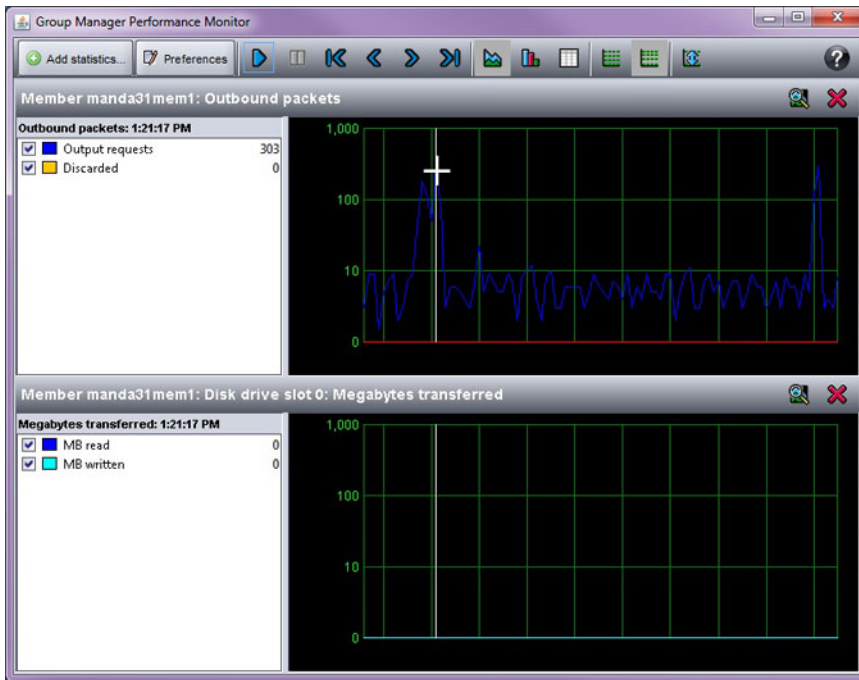 Group Manager Performance Monitor
Add statistics... Preferences
Member manda31mem1: Outbound packets
Outbound packets: 1:21:17 PM
Output requests 303
Discarded 0
1,000
100
10
0
Member manda31mem1: Disk drive slot 0: Megabytes transferred
Megabytes transferred: 1:21:17 PM
MB read 0
MB written 0
1,000
100
10
0